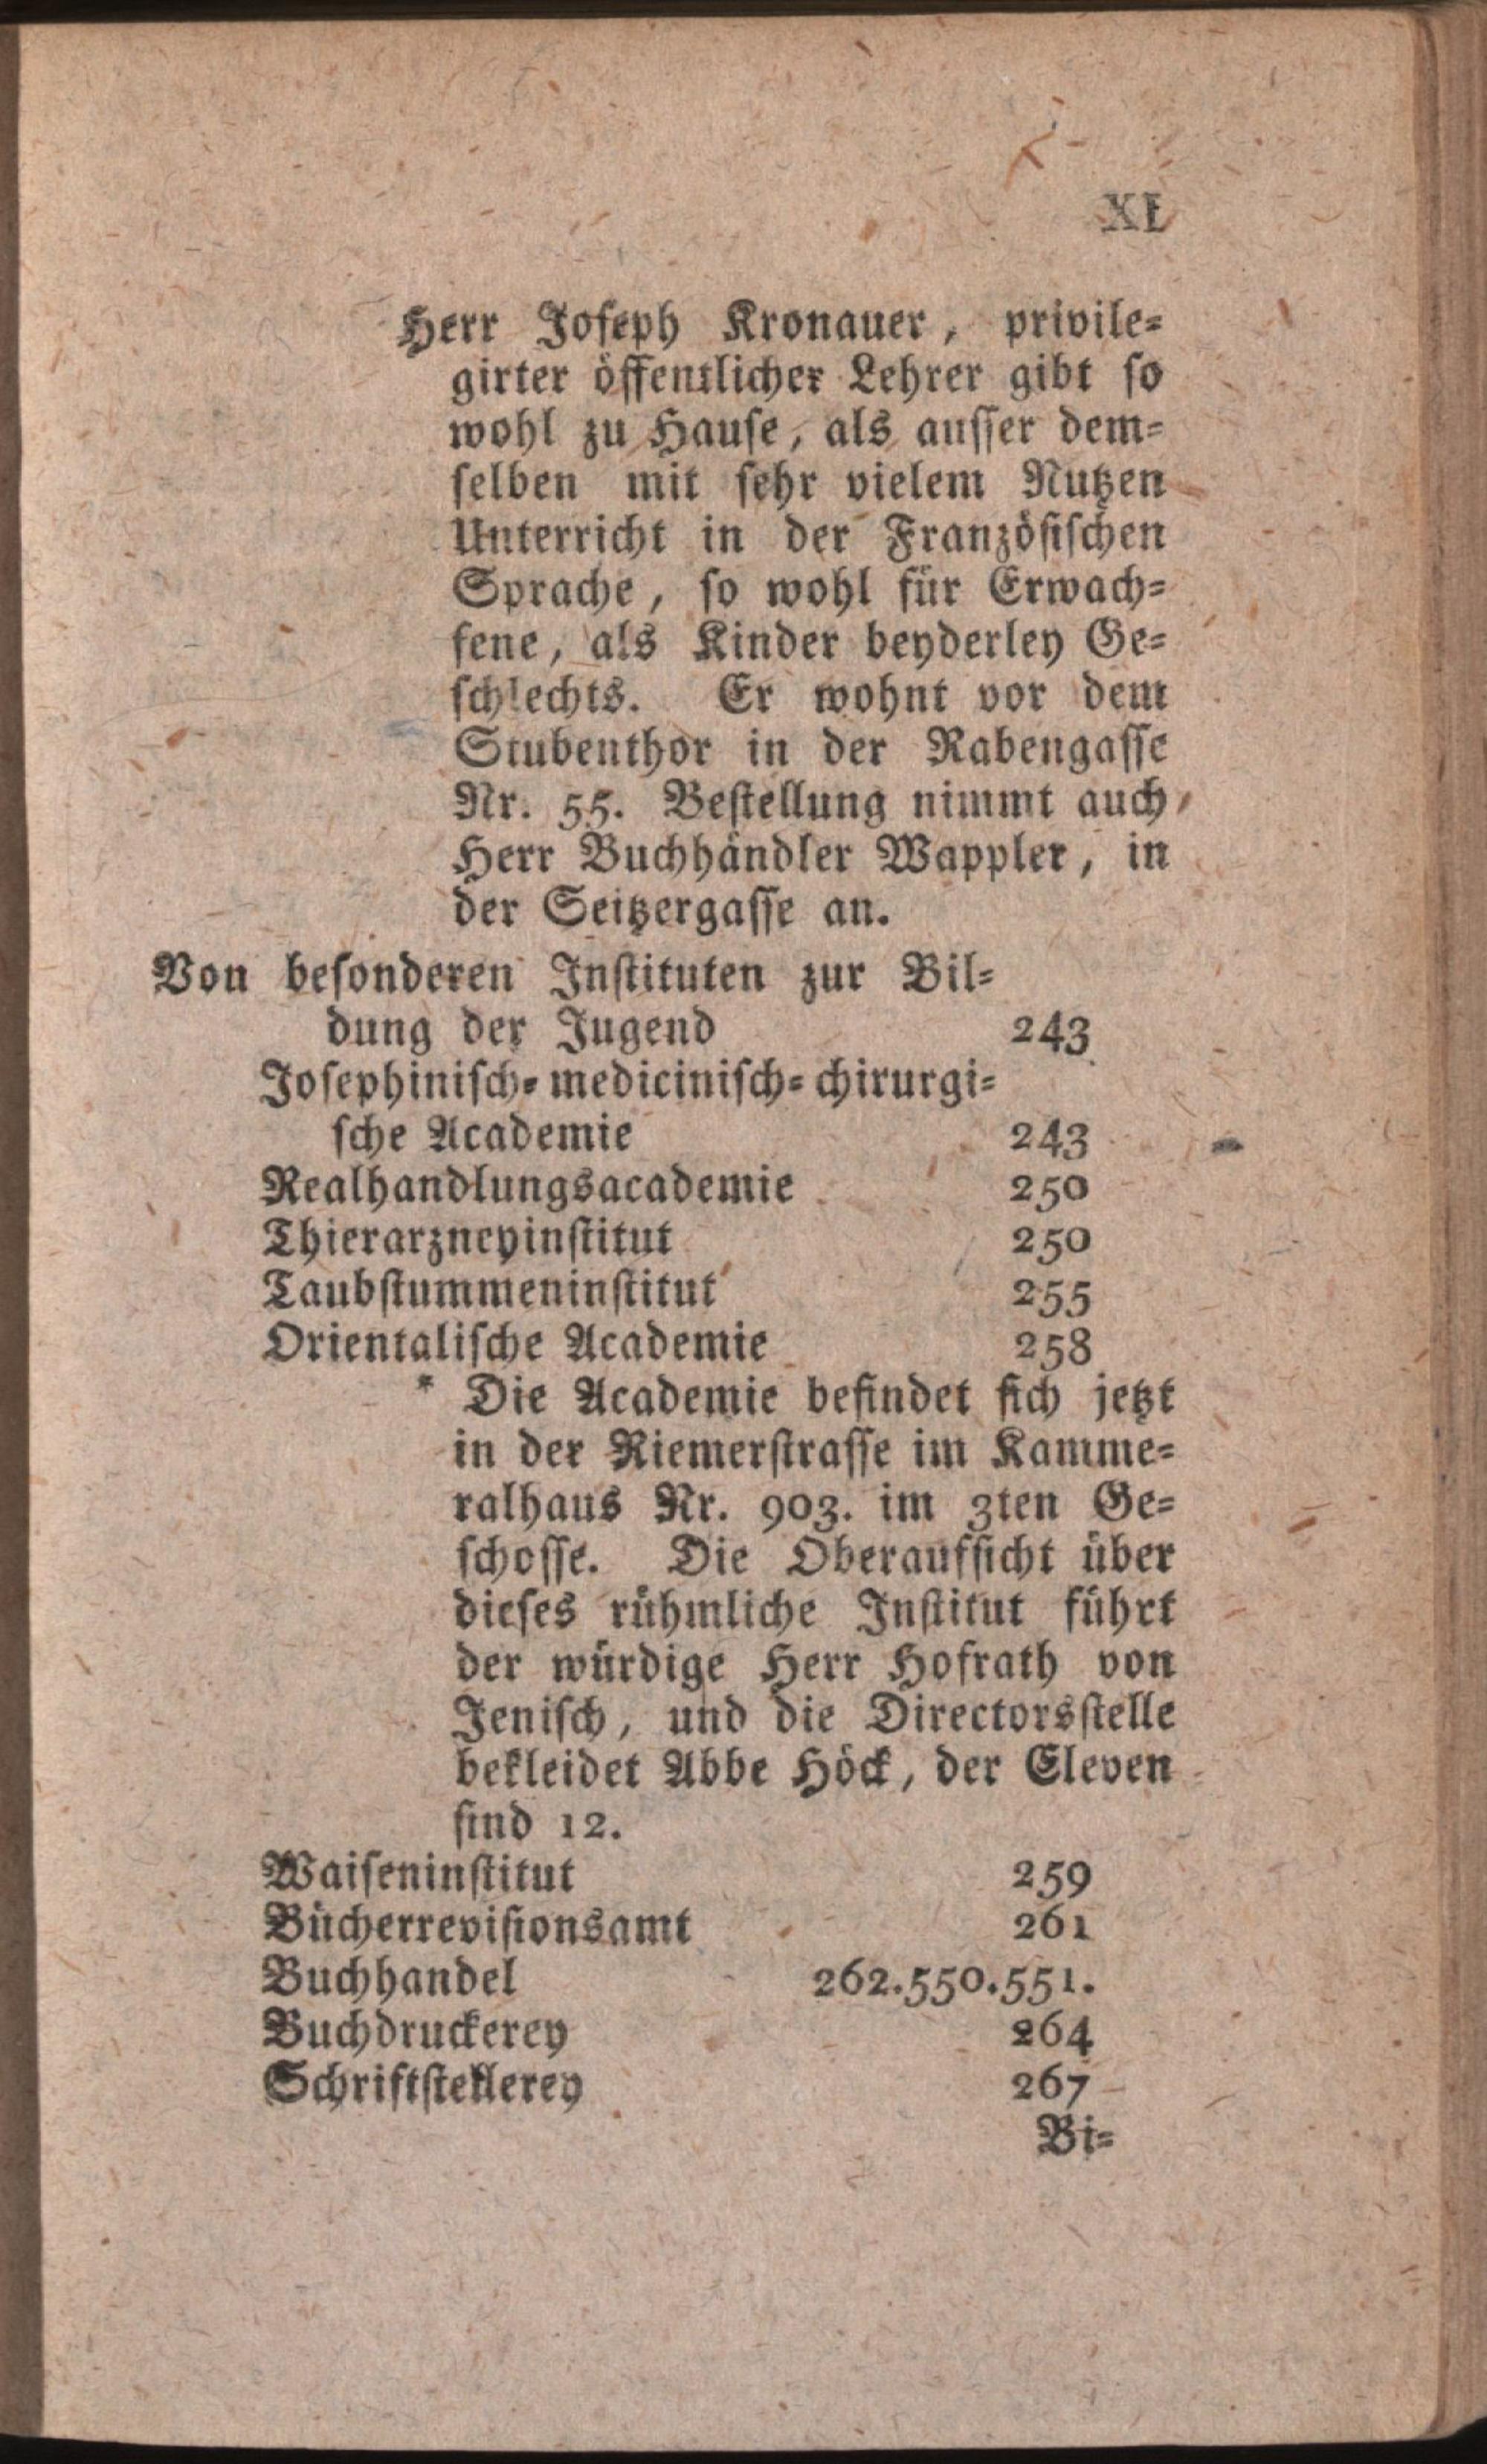 XI
Herr Joseph Kronauer, privile-
girter öffentlicher Lehrer gibt so
wohl zu Hause, als ausser dem-
selben mit sehr vielem Nutzen
Unterricht in der Französischen
Sprache, so wohl für Erwach-
sene, als Kinder beyderley Ge-
schlechts. Er wohnt vor dem
Stubenthor in der Rabengasse
Nr. 55. Bestellung nimmt auch
Herr Buchhändler Wappler, in
der Seitzergasse an.
Von besonderen Instituten zur Bil-
dung der Jugend 243
Josephinisch-medicinisch-chirurgi-
sche Academie 243
Realhandlungsacademie 250
Thierarzneyinstitut 250
Taubstummeninstitut 255
Orientalische Academie 258
* Die Academie befindet sich jetzt
in der Riemerstrasse im Kamme-
ralhaus Nr. 903. im 3ten Ge-
schosse. Die Oberaufsicht über
dieses rühmliche Institut führt
der würdige Herr Hofrath von
Jenisch, und die Directorsstelle
bekleidet Abbe Höck, der Eleven
sind 12.
Waiseninstitut 259
Bücherrevisionsamt 261
Buchhandel 262.550.551.
Buchdruckerey 264
Schriftstellerey 267
Bi-